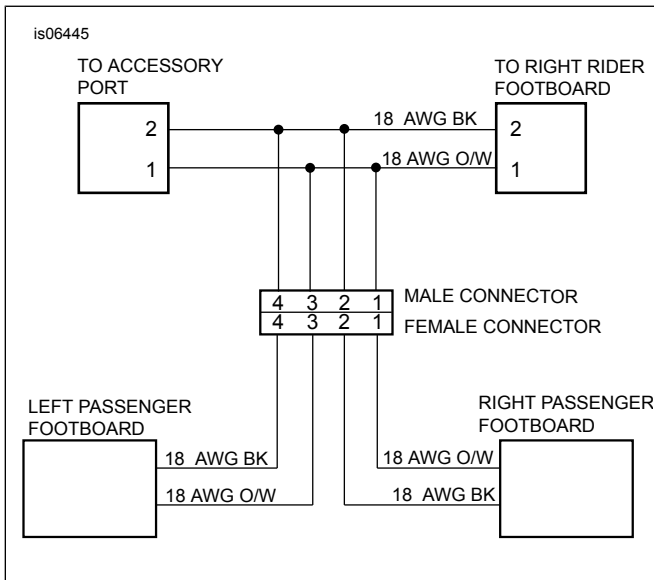 is06445
TO ACCESSORY
PORT
TO RIGHT RIDER
FOOTBOARD
2
18 AWG BK
2
1
18 AWG O/W
1
4 3 2 1
MALE CONNECTOR
4 3 2 1
FEMALE CONNECTOR
LEFT PASSENGER
FOOTBOARD
RIGHT PASSENGER
FOOTBOARD
18 AWG BK
18 AWG O/W
18 AWG O/W
18 AWG BK